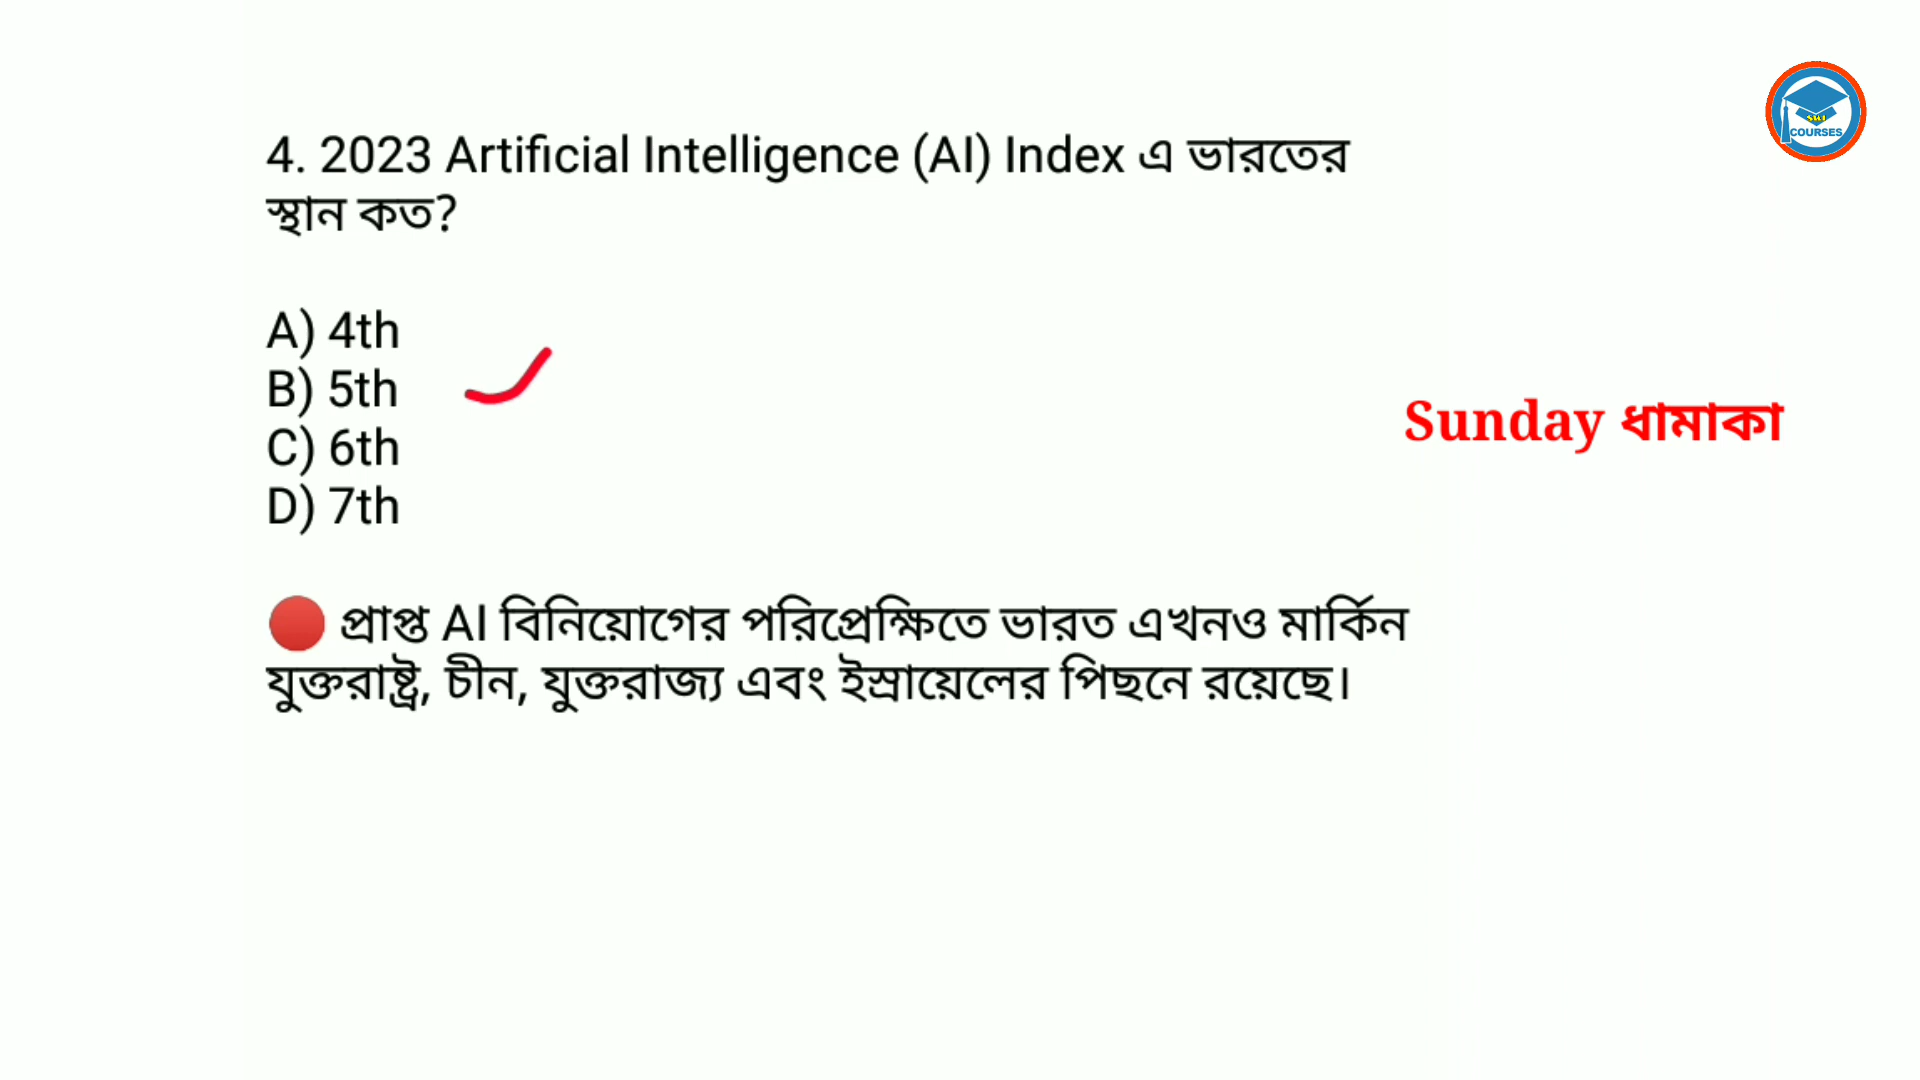 4. 2023 Artificial Intelligence (AI) Index এ ভারতের
স্থান কত?
A) 4th
B) 5th
C) 6th
D) 7th
🔴 প্রাপ্ত AI বিনিয়োগের পরিপ্রেক্ষিতে ভারত এখনও মার্কিন
যুক্তরাষ্ট্র, চীন, যুক্তরাজ্য এবং ইস্রায়েলের পিছনে রয়েছে।
Sunday ধামাকা
COURSES